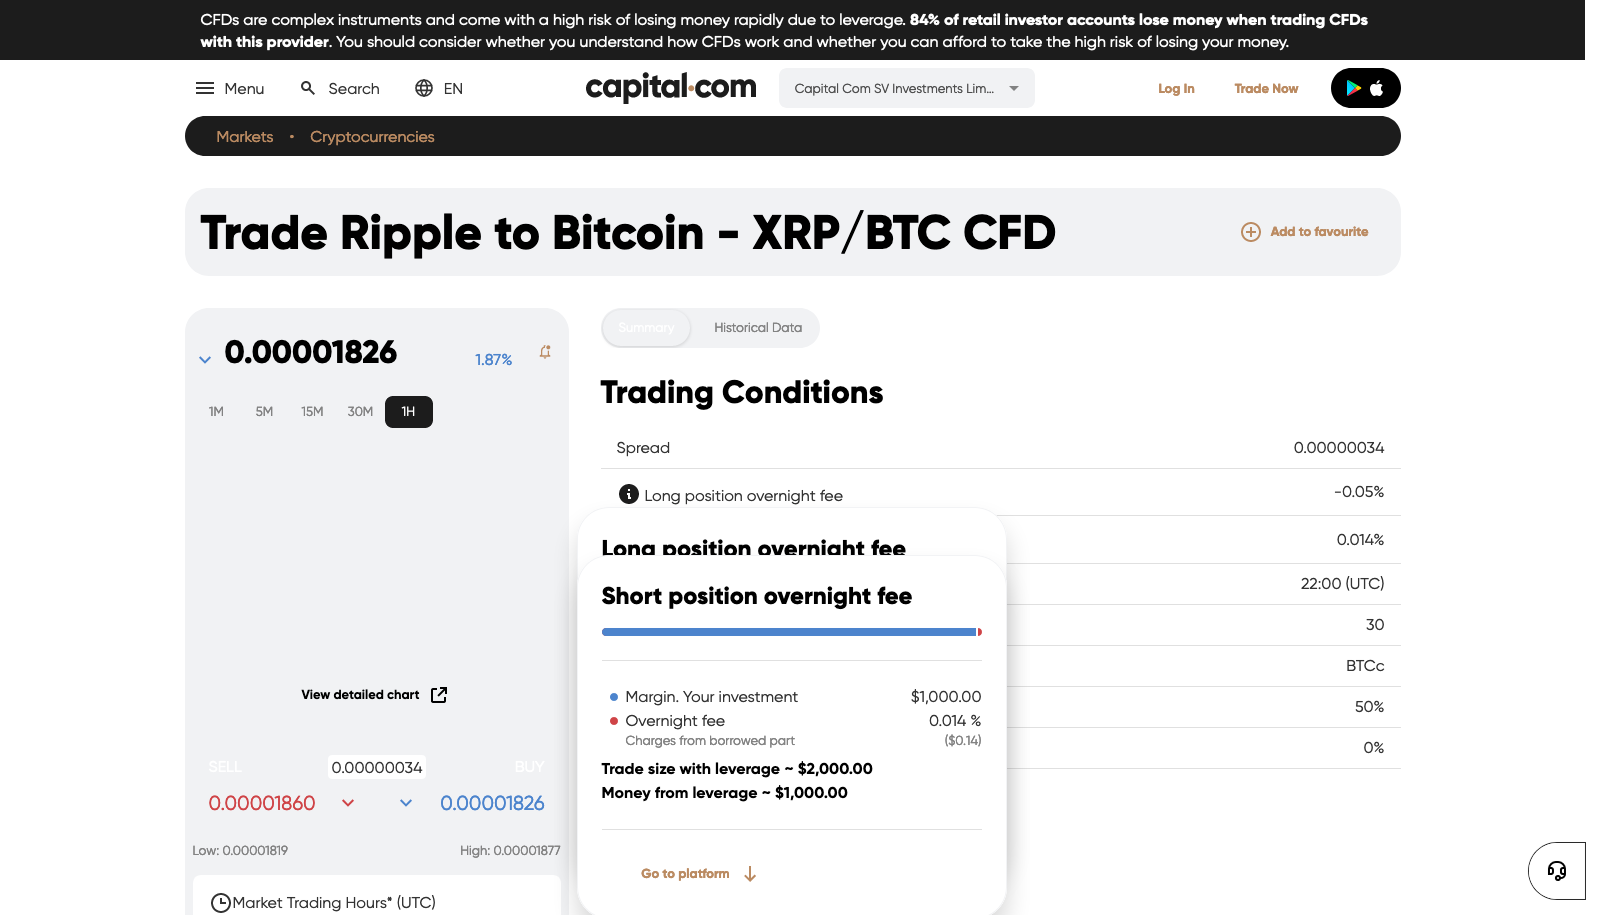 CFDs are complex instruments and come with a high risk of losing money rapidly due to leverage. 84% of retail investor accounts lose money when trading CFDs
with this provider. You should consider whether you understand how CFDs work and whether you can afford to take the high risk of losing your money.
Menu
Search
EN
capital.com
Capital Com SV Investments Lim...
Log In
Trade Now
Markets • Cryptocurrencies
Trade Ripple to Bitcoin - XRP/BTC CFD
Add to favourite
0.00001826
1.87%
1M 5M 15M 30M 1H
View detailed chart
SELL
0.00000034
BUY
0.00001860
0.00001826
Low: 0.00001819
High: 0.00001877
Market Trading Hours* (UTC)
Summary
Historical Data
Trading Conditions
Spread
0.00000034
Long position overnight fee
-0.05%
0.014%
22:00 (UTC)
30
BTCc
50%
0%
Long position overnight fee
Short position overnight fee
Margin. Your investment
$1,000.00
Overnight fee
0.014 %
Charges from borrowed part
($0.14)
Trade size with leverage ~ $2,000.00
Money from leverage ~ $1,000.00
Go to platform